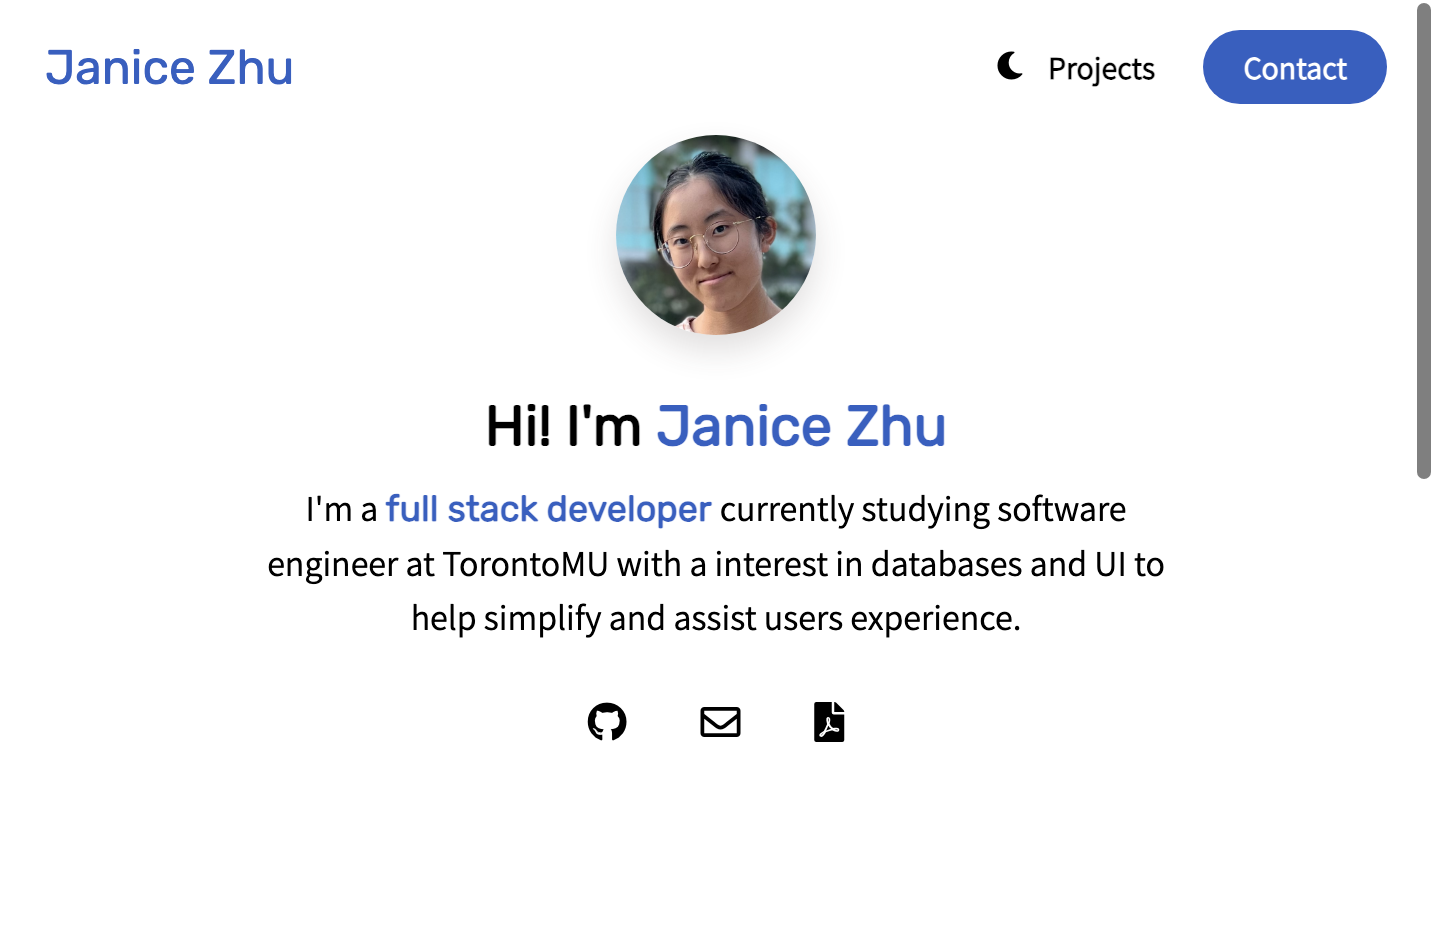 Janice Zhu
Projects
Contact
Hi! I'm Janice Zhu
I'm a full stack developer currently studying software
engineer at TorontoMU with a interest in databases and UI to
help simplify and assist users experience.